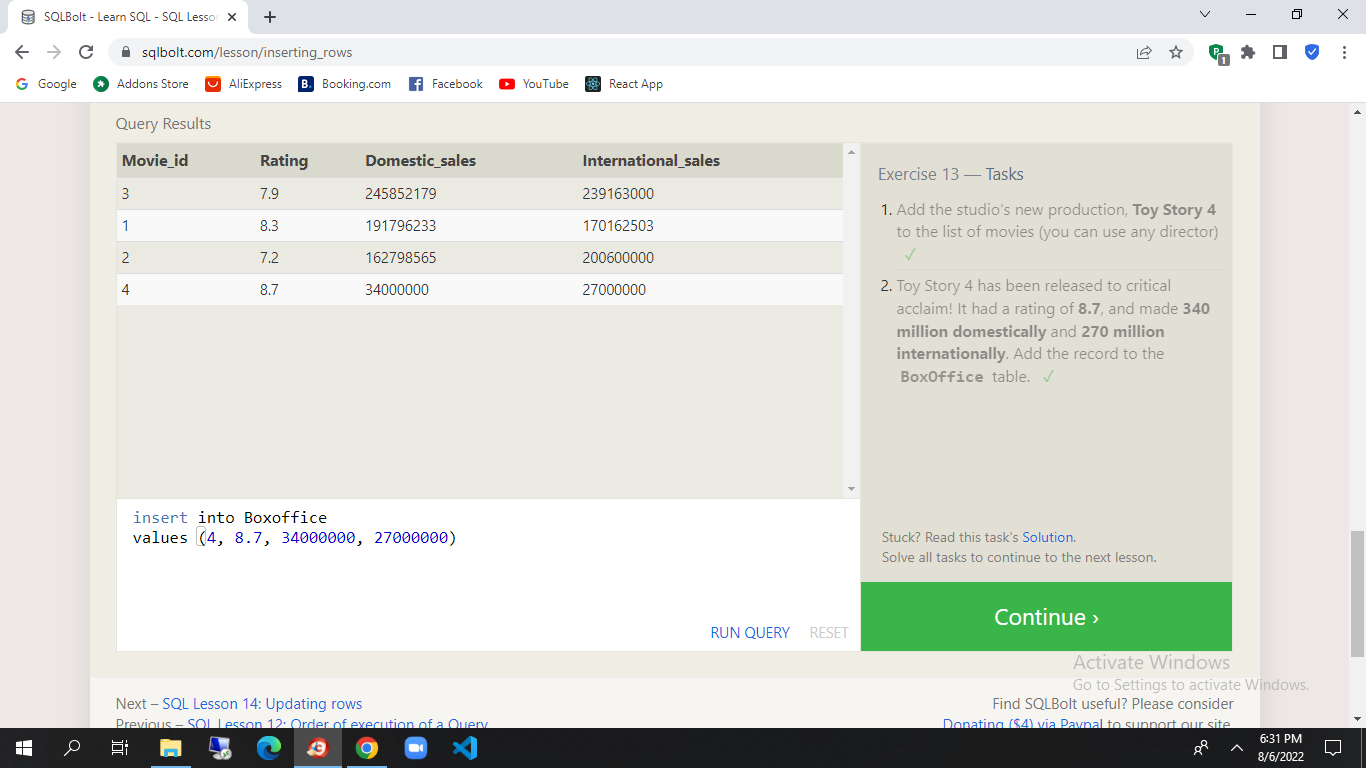 SQLBolt - Learn SQL - SQL Lesson
sqlbolt.com/lesson/inserting_rows
1
Google Addons Store AliExpress Booking.com Facebook YouTube React App
Query Results
Movie_id Rating Domestic_sales International_sales
3 7.9 245852179 239163000
1 8.3 191796233 170162503
2 7.2 162798565 200600000
4 8.7 34000000 27000000
insert into Boxoffice
values (4, 8.7, 34000000, 27000000)
RUN QUERY RESET
Exercise 13 — Tasks
1. Add the studio's new production, Toy Story 4
to the list of movies (you can use any director)
✓
2. Toy Story 4 has been released to critical
acclaim! It had a rating of 8.7, and made 340
million domestically and 270 million
internationally. Add the record to the
BoxOffice table. ✓
Stuck? Read this task's Solution.
Solve all tasks to continue to the next lesson.
Continue ›
Activate Windows
Go to Settings to activate Windows.
Next – SQL Lesson 14: Updating rows
Previous – SQL Lesson 12: Order of execution of a Query
Find SQLBolt useful? Please consider
Donating ($4) via Paypal to support our site.
6:31 PM
8/6/2022